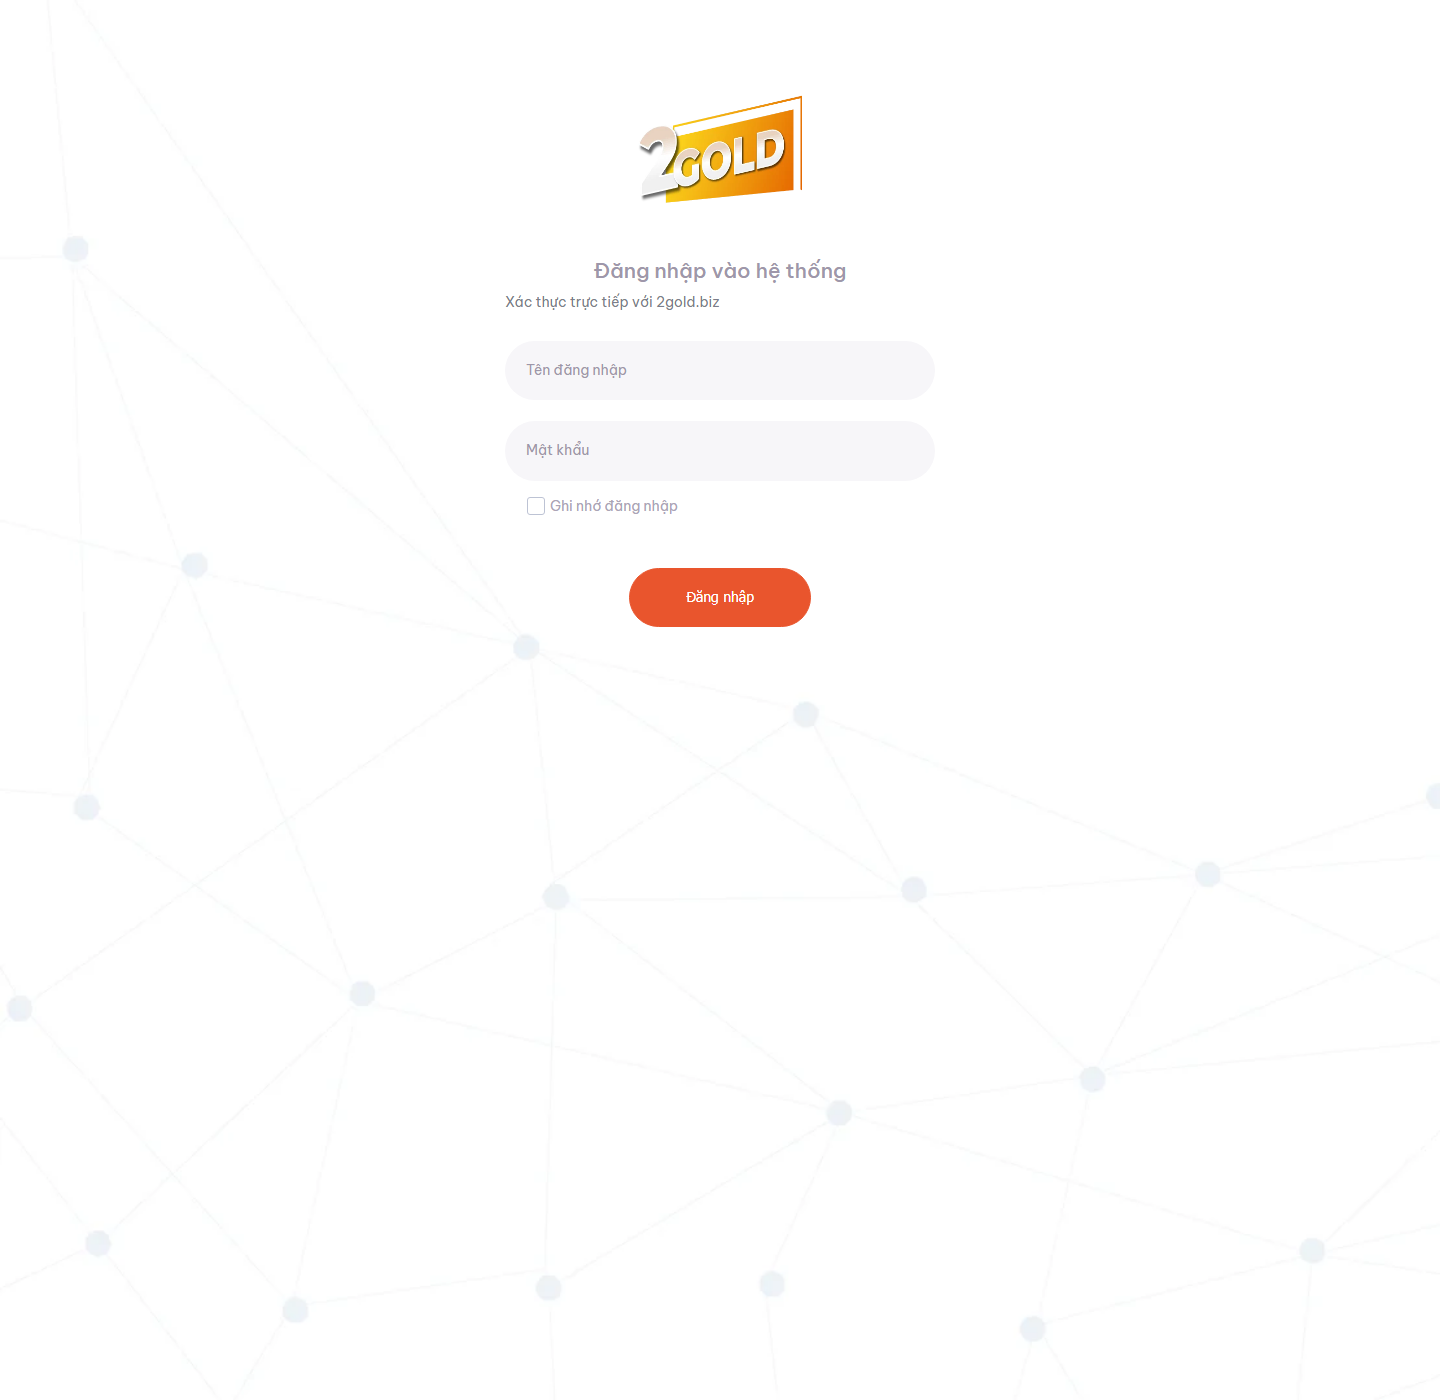 2GOLD
Đăng nhập vào hệ thống
Xác thực trực tiếp với 2gold.biz
Tên đăng nhập
Mật khẩu
Ghi nhớ đăng nhập
Đăng nhập